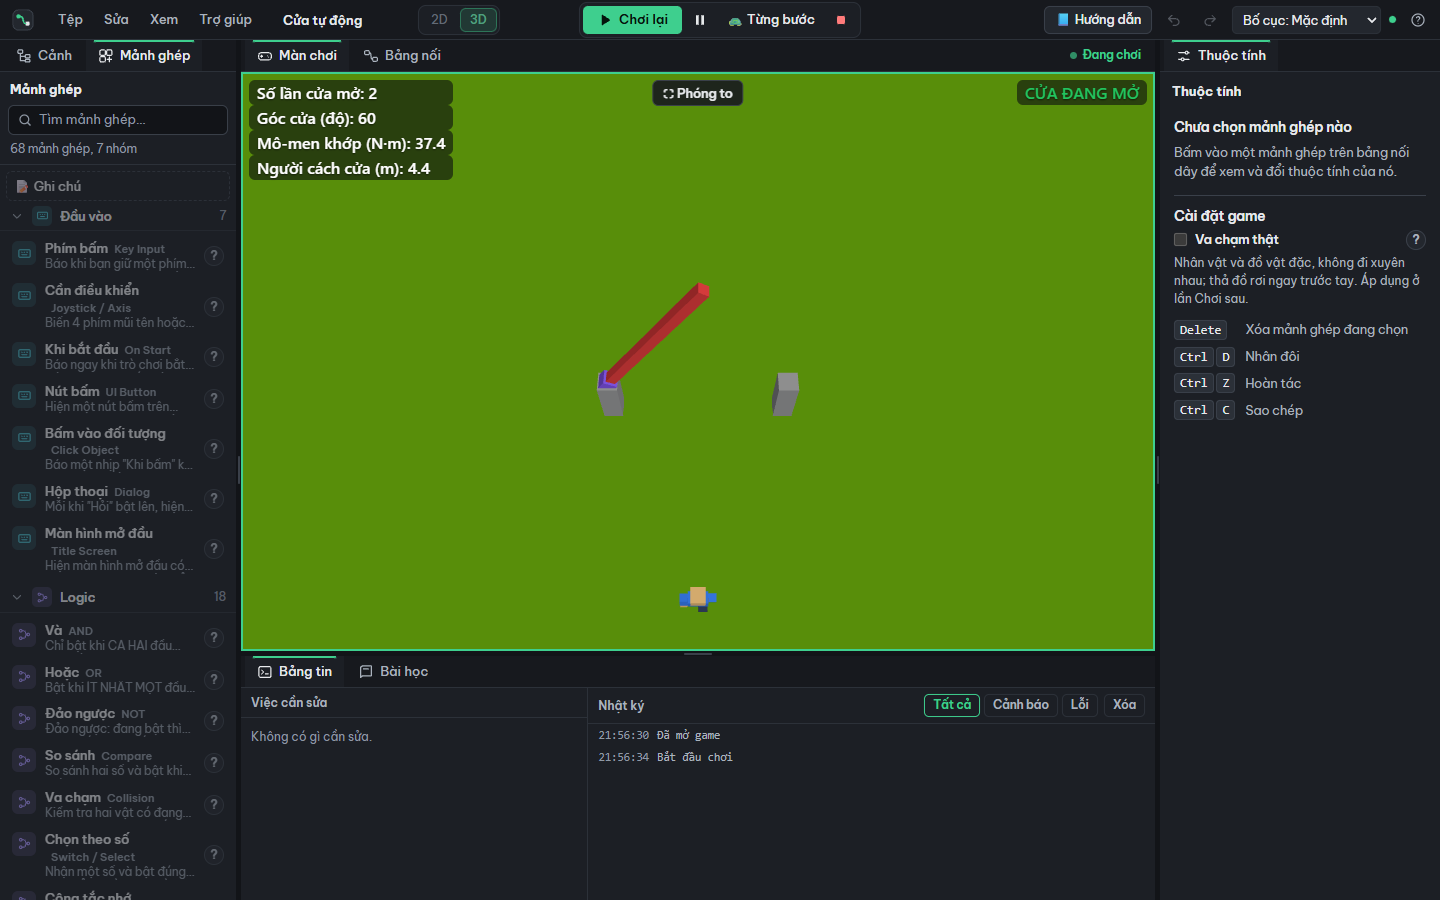 Tệp Sửa Xem Trợ giúp Cửa tự động 2D 3D Chơi lại Từng bước Hướng dẫn Bố cục: Mặc định
Cảnh Mảnh ghép
Mảnh ghép
Tìm mảnh ghép...
68 mảnh ghép, 7 nhóm
Ghi chú
Đầu vào 7
Phím bấm Key Input
Báo khi bạn giữ một phím...
Cần điều khiển
Joystick / Axis
Biến 4 phím mũi tên hoặc...
Khi bắt đầu On Start
Báo ngay khi trò chơi bắt...
Nút bấm UI Button
Hiện một nút bấm trên...
Bấm vào đối tượng
Click Object
Báo một nhịp "Khi bấm" k...
Hộp thoại Dialog
Mỗi khi "Hỏi" bật lên, hiện...
Màn hình mở đầu
Title Screen
Hiện màn hình mở đầu có...
Logic 18
Và AND
Chỉ bật khi CẢ HAI đầu...
Hoặc OR
Bật khi ÍT NHẤT MỘT đầu...
Đảo ngược NOT
Đảo ngược: đang bật thì...
So sánh Compare
So sánh hai số và bật khi...
Va chạm Collision
Kiểm tra hai vật có đang...
Chọn theo số
Switch / Select
Nhận một số và bật đúng...
Công tắc nhớ
Màn chơi Bảng nối Đang chơi
Số lần cửa mở: 2
Góc cửa (độ): 60
Mô-men khớp (N·m): 37.4
Người cách cửa (m): 4.4
Phóng to
CỬA ĐANG MỞ
Bảng tin Bài học
Việc cần sửa
Không có gì cần sửa.
Nhật ký Tất cả Cảnh báo Lỗi Xóa
21:56:30 Đã mở game
21:56:34 Bắt đầu chơi
Thuộc tính
Thuộc tính
Chưa chọn mảnh ghép nào
Bấm vào một mảnh ghép trên bảng nối
dây để xem và đổi thuộc tính của nó.
Cài đặt game
Va chạm thật ?
Nhân vật và đồ vật đặc, không đi xuyên
nhau; thả đồ rơi ngay trước tay. Áp dụng ở
lần Chơi sau.
Delete Xóa mảnh ghép đang chọn
Ctrl D Nhân đôi
Ctrl Z Hoàn tác
Ctrl C Sao chép